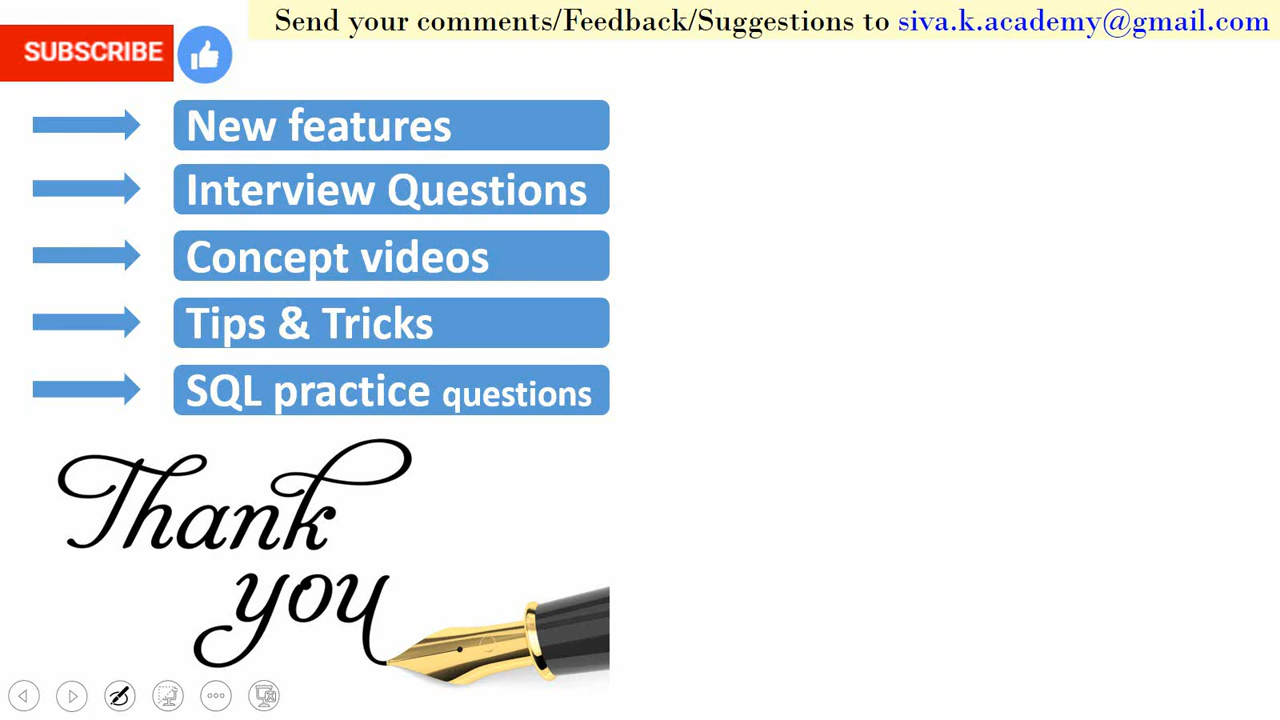 Send your comments/Feedback/Suggestions to siva.k.academy@gmail.com
SUBSCRIBE
New features
Interview Questions
Concept videos
Tips & Tricks
SQL practice questions
Thank
you